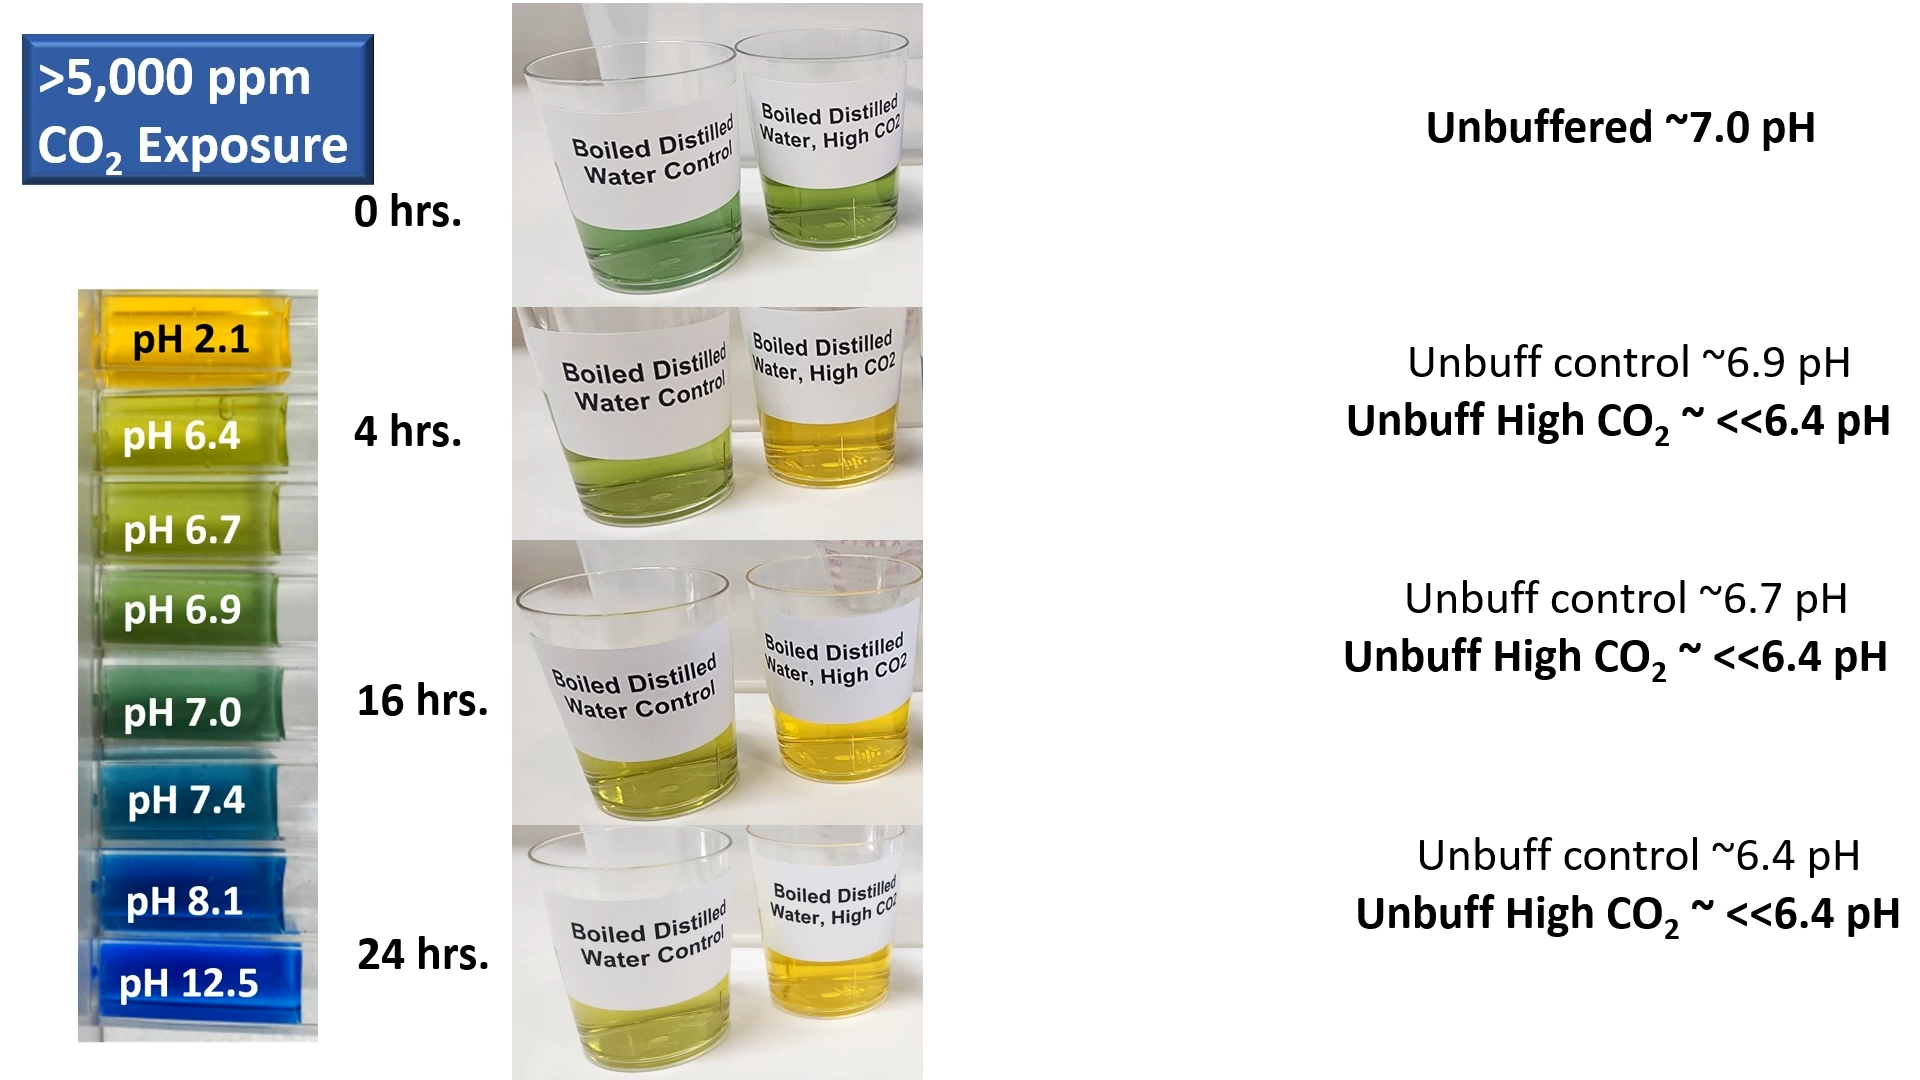 >5,000 ppm
CO₂ Exposure
0 hrs.
Boiled Distilled
Water Control
Boiled Distilled
Water, High CO2
Unbuffered ~7.0 pH
pH 2.1
pH 6.4
pH 6.7
pH 6.9
pH 7.0
pH 7.4
pH 8.1
pH 12.5
4 hrs.
Boiled Distilled
Water Control
Boiled Distilled
Water, High CO2
Unbuff control ~6.9 pH
Unbuff High CO₂ ~ <<6.4 pH
16 hrs.
Boiled Distilled
Water Control
Boiled Distilled
Water, High CO2
Unbuff control ~6.7 pH
Unbuff High CO₂ ~ <<6.4 pH
24 hrs.
Boiled Distilled
Water Control
Boiled Distilled
Water, High CO2
Unbuff control ~6.4 pH
Unbuff High CO₂ ~ <<6.4 pH